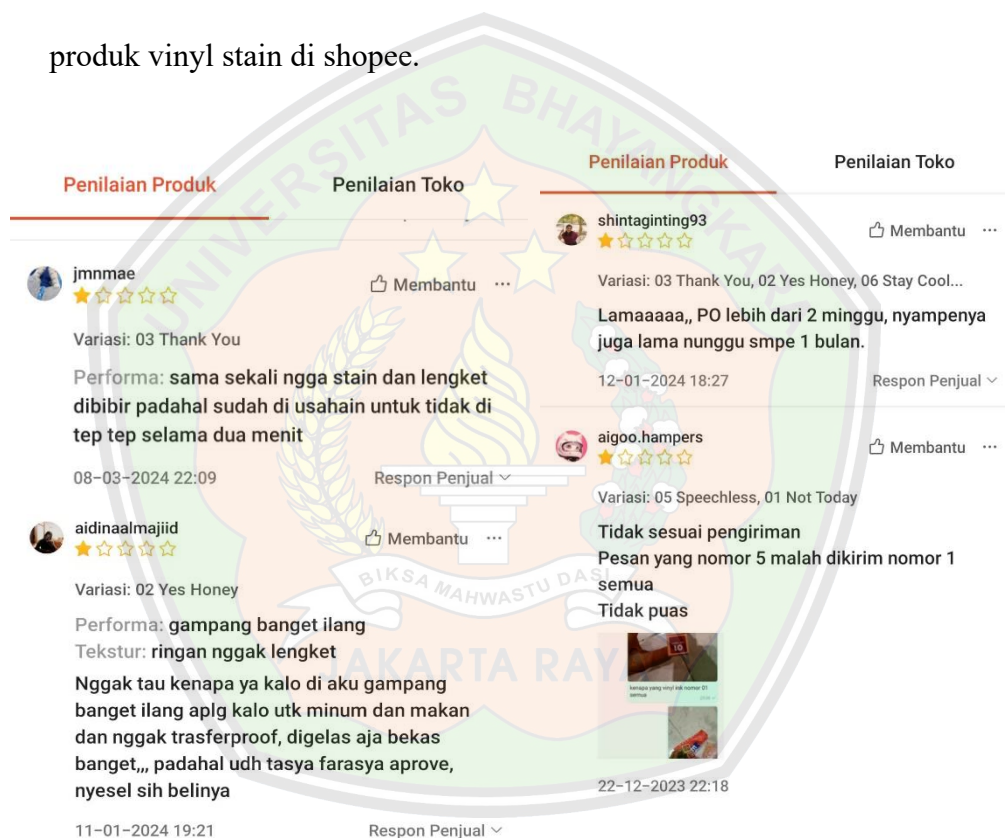 produk vinyl stain di shopee.
Penilaian Produk
Penilaian Toko
jmnmae
Membantu
Variasi: 03 Thank You
Performa: sama sekali ngga stain dan lengket
dibibir padahal sudah di usahain untuk tidak di
tep tep selama dua menit
08-03-2024 22:09
Respon Penjual
aidinaalmajiid
Membantu
Variasi: 02 Yes Honey
Performa: gampang banget ilang
Tekstur: ringan nggak lengket
Nggak tau kenapa ya kalo di aku gampang
banget ilang aplg kalo utk minum dan makan
dan nggak trasferproof, digelas aja bekas
banget,,, padahal udh tasya farasya aprove,
nyesel sih belinya
11-01-2024 19:21
Respon Penjual
Penilaian Produk
Penilaian Toko
shintaginting93
Membantu
Variasi: 03 Thank You, 02 Yes Honey, 06 Stay Cool...
Lamaaaaa,, PO lebih dari 2 minggu, nyampenya
juga lama nunggu smpe 1 bulan.
12-01-2024 18:27
Respon Penjual
aigoo.hampers
Membantu
Variasi: 05 Speechless, 01 Not Today
Tidak sesuai pengiriman
Pesan yang nomor 5 malah dikirim nomor 1
semua
Tidak puas
kenapa yang vinyl ink nomor 01
semua
22-12-2023 22:18
UNIVERSITAS BHAYANGKARA
BIKSA MAHWASTU DASI
JAKARTA RAYA